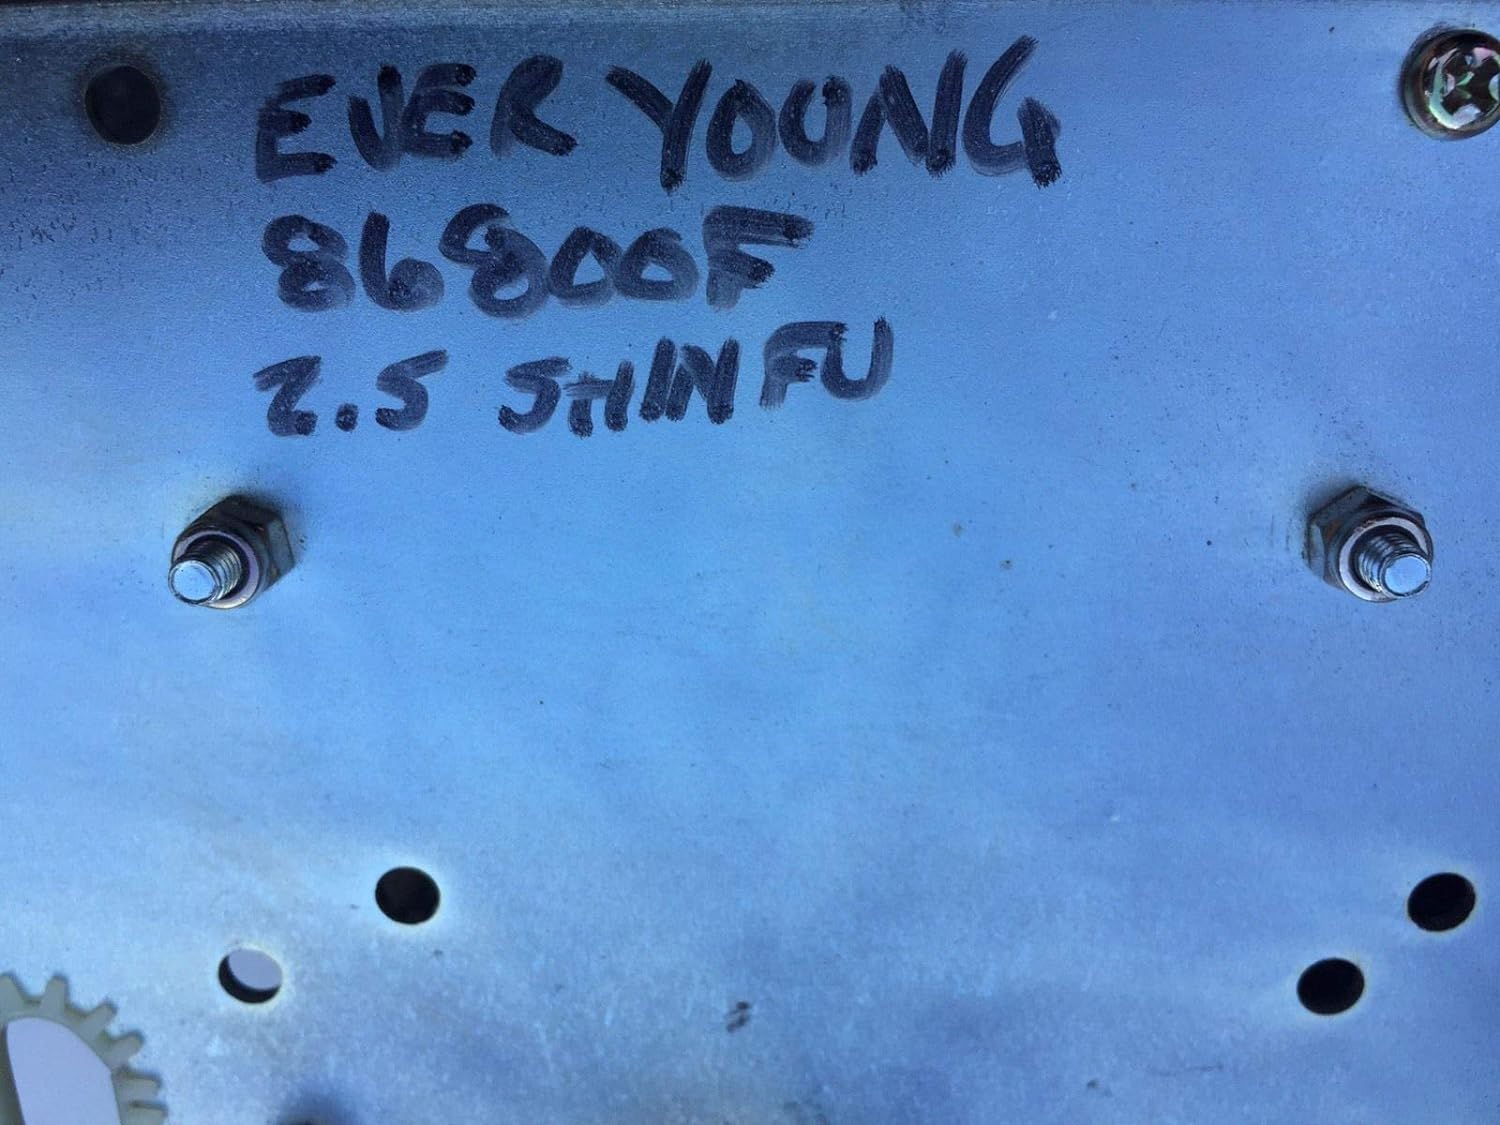 EVER YOUNG
86800F
2.5 SHIN FU